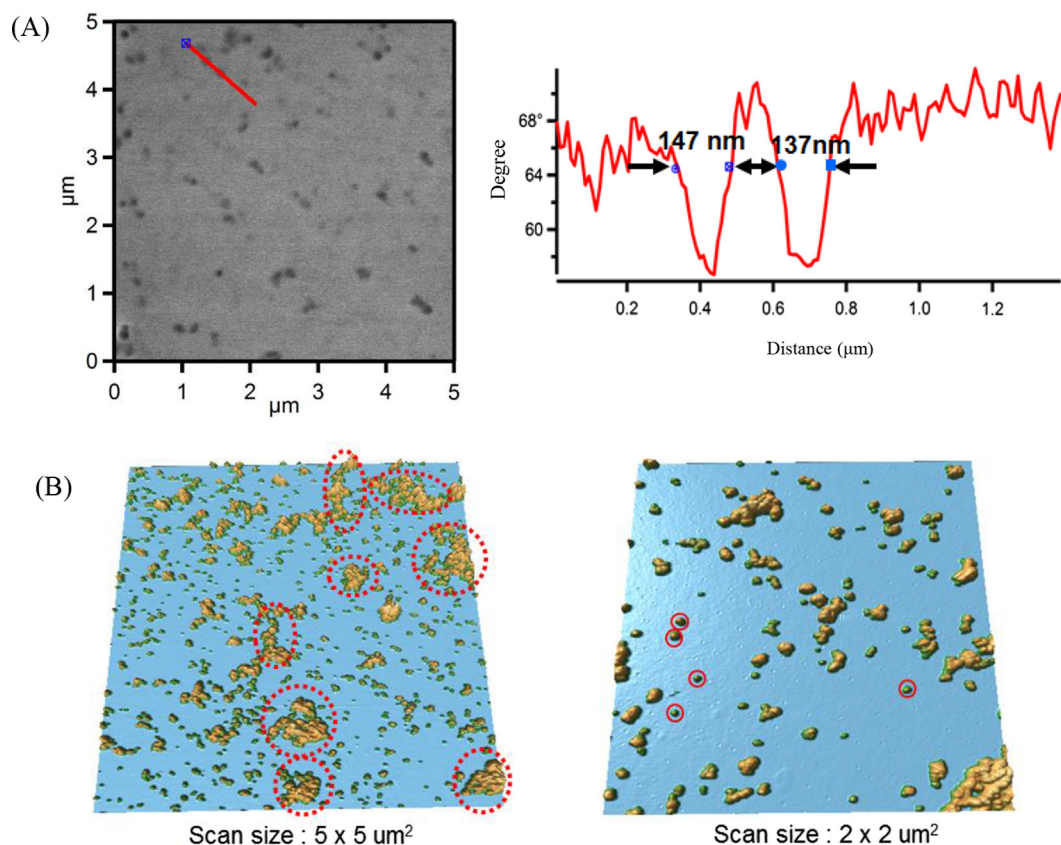 (A)
5
4
3
2
1
0
µm
0 1 2 3 4 5
µm
Degree
68°
64
60
147 nm
137nm
0.2 0.4 0.6 0.8 1.0 1.2
Distance (µm)
(B)
Scan size : 5 x 5 um²
Scan size : 2 x 2 um²